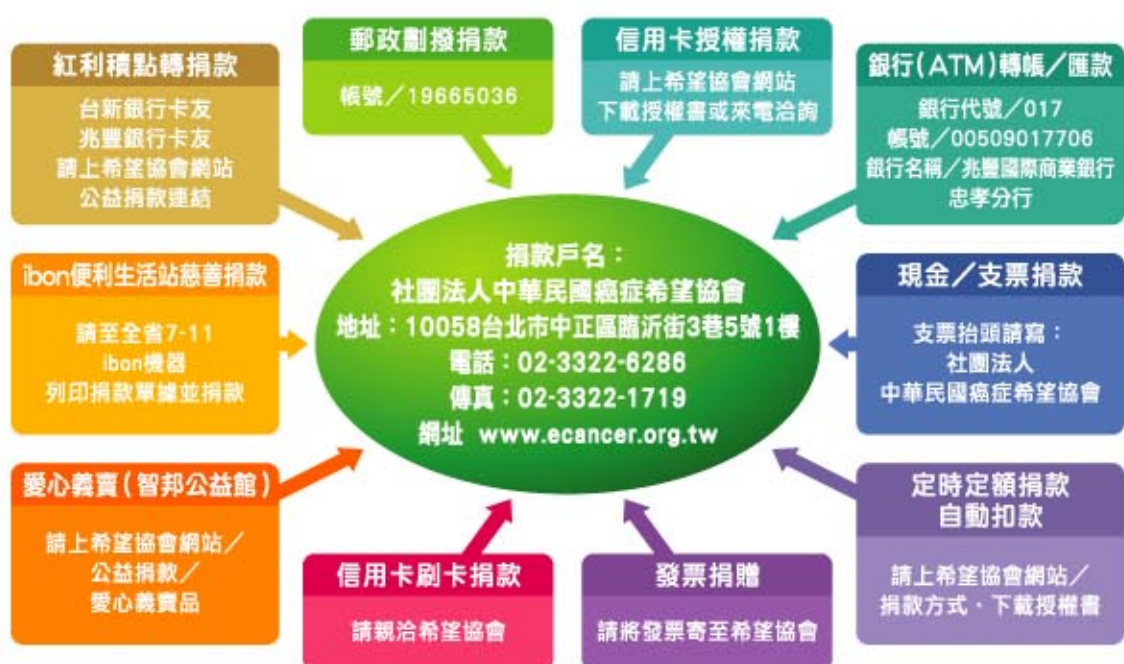 紅利積點轉捐款
台新銀行卡友
兆豐銀行卡友
請上希望協會網站
公益捐款連結
郵政劃撥捐款
帳號／19665036
信用卡授權捐款
請上希望協會網站
下載授權書或來電洽詢
銀行(ATM)轉帳／匯款
銀行代號／017
帳號／00509017706
銀行名稱／兆豐國際商業銀行
忠孝分行
ibon便利生活站慈善捐款
請至全省7-11
ibon機器
列印捐款單據並捐款
捐款戶名：
社團法人中華民國癌症希望協會
地址：10058台北市中正區臨沂街3巷5號1樓
電話：02-3322-6286
傳真：02-3322-1719
網址 www.ecancer.org.tw
現金／支票捐款
支票抬頭請寫：
社團法人
中華民國癌症希望協會
愛心義賣(智邦公益館)
請上希望協會網站／
公益捐款／
愛心義賣品
信用卡刷卡捐款
請親洽希望協會
發票捐贈
請將發票寄至希望協會
定時定額捐款
自動扣款
請上希望協會網站／
捐款方式·下載授權書